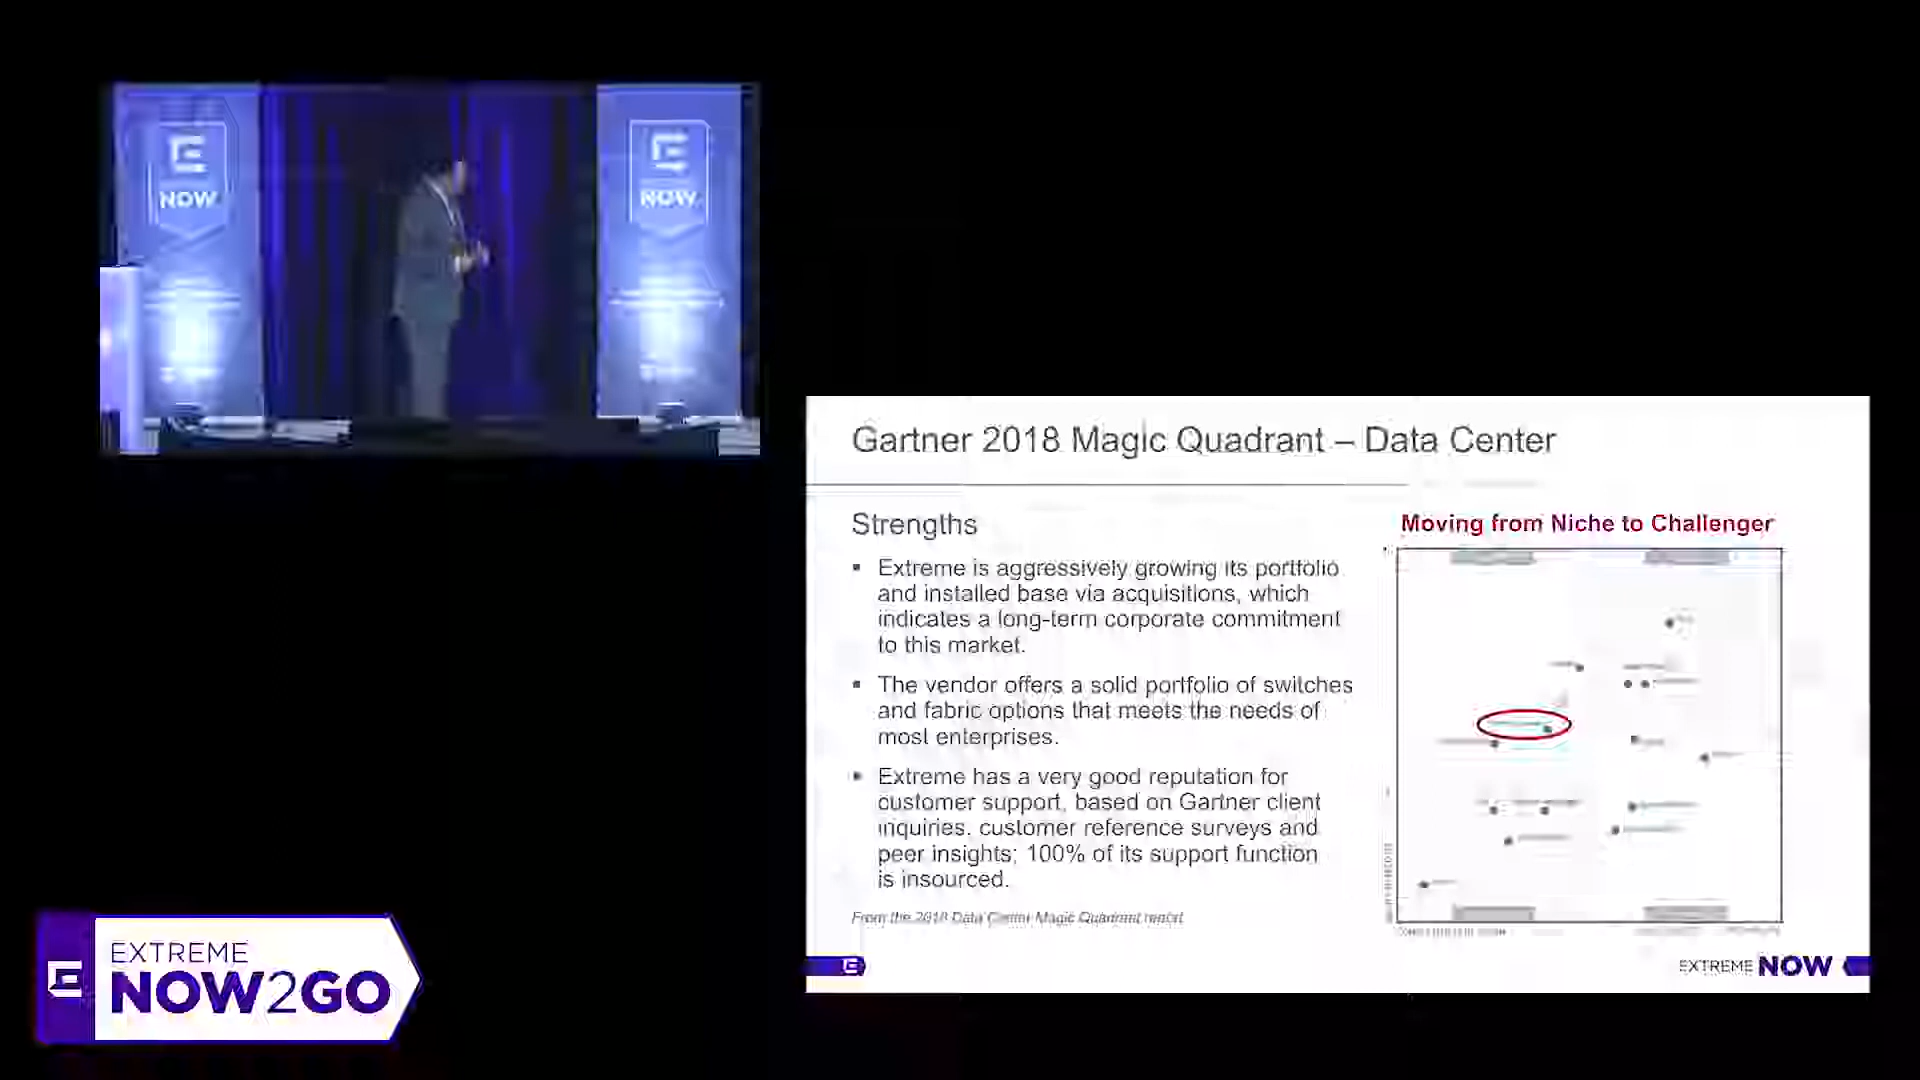 NOW
NOW
Gartner 2018 Magic Quadrant – Data Center
Strengths
▪ Extreme is aggressively growing its portfolio
and installed base via acquisitions, which
indicates a long-term corporate commitment
to this market.
▪ The vendor offers a solid portfolio of switches
and fabric options that meets the needs of
most enterprises.
▪ Extreme has a very good reputation for
customer support, based on Gartner client
inquiries, customer reference surveys and
peer insights; 100% of its support function
is insourced.
From the 2018 Data Center Magic Quadrant report
Moving from Niche to Challenger
EXTREME NOW
EXTREME
NOW2GO